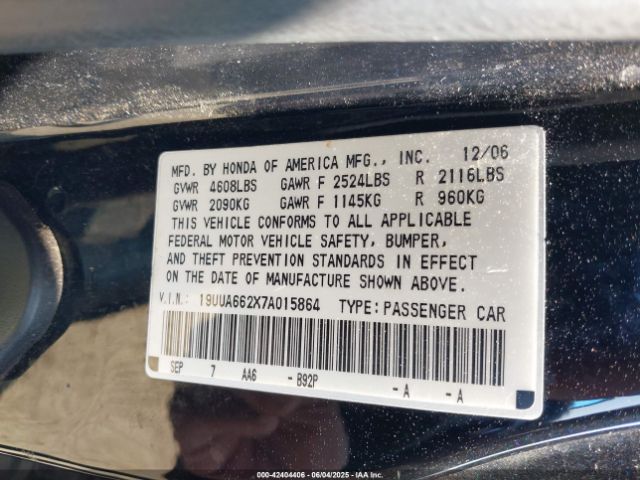 MFD. BY HONDA OF AMERICA MFG., INC. 12/06
GVWR 4608LBS GAWR F 2524LBS R 2116LBS
GVWR 2090KG GAWR F 1145KG R 960KG
THIS VEHICLE CONFORMS TO ALL APPLICABLE
FEDERAL MOTOR VEHICLE SAFETY, BUMPER,
AND THEFT PREVENTION STANDARDS IN EFFECT
ON THE DATE OF MANUFACTURE SHOWN ABOVE.
V.I.N.: 19UUA662X7A015864 TYPE: PASSENGER CAR
SEP 7 AA6 - B92P - A - A
000-42404406 - 06/04/2025 - IAA Inc.